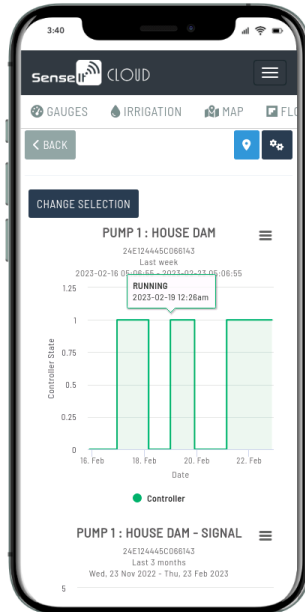 3:40
SenseIt CLOUD
GAUGES IRRIGATION MAP FLO
< BACK
CHANGE SELECTION
PUMP 1 : HOUSE DAM
24E124445C066143
Last week
2023-02-16 05:06:55 - 2023-02-23 05:06:55
RUNNING
2023-02-19 12:26am
1.25
1
0.75
0.5
0.25
0
Controller State
16. Feb 18. Feb 20. Feb 22. Feb
Date
Controller
PUMP 1 : HOUSE DAM - SIGNAL
24E124445C066143
Last 3 months
Wed, 23 Nov 2022 - Thu, 23 Feb 2023
5